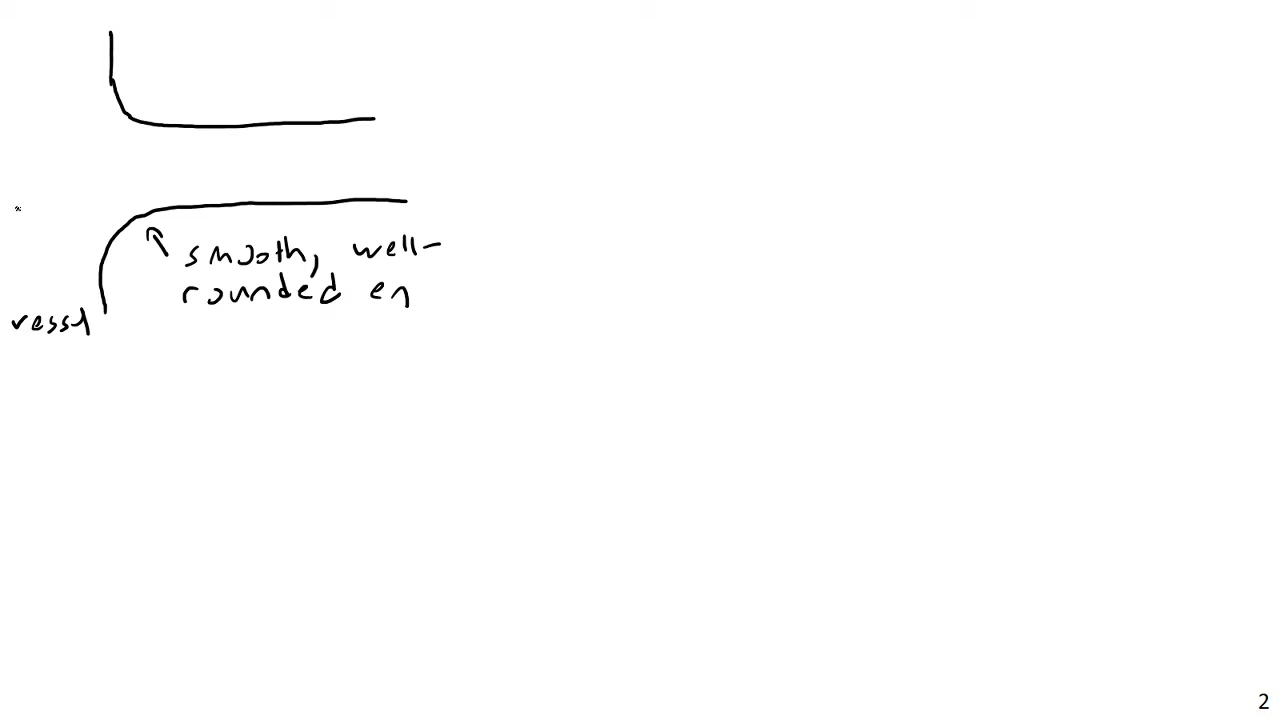 smooth, well-
rounded en
vessel
2